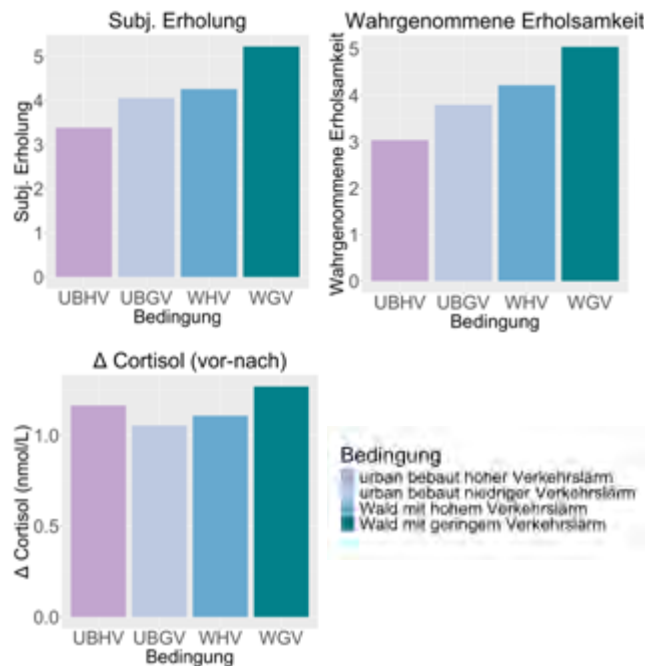 Subj. Erholung
Subj. Erholung
5
4
3
2
1
0
UBHV UBGV WHV WGV
Bedingung
Wahrgenommene Erholsamkeit
Wahrgenommene Erholsamkeit
5
4
3
2
1
0
UBHV UBGV WHV WGV
Bedingung
Δ Cortisol (vor-nach)
Δ Cortisol (nmol/L)
1.0
0.5
0.0
UBHV UBGV WHV WGV
Bedingung
Bedingung
urban bebaut hoher Verkehrslärm
urban bebaut niedriger Verkehrslärm
Wald mit hohem Verkehrslärm
Wald mit geringem Verkehrslärm